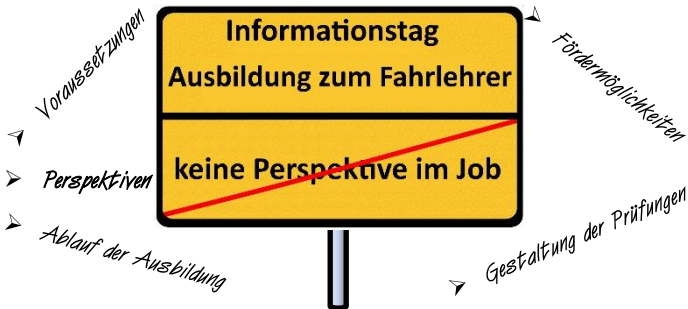 Informationstag
Ausbildung zum Fahrlehrer
keine Perspektive im Job
Voraussetzungen
Perspektiven
Ablauf der Ausbildung
Fördermöglichkeiten
Gestaltung der Prüfungen